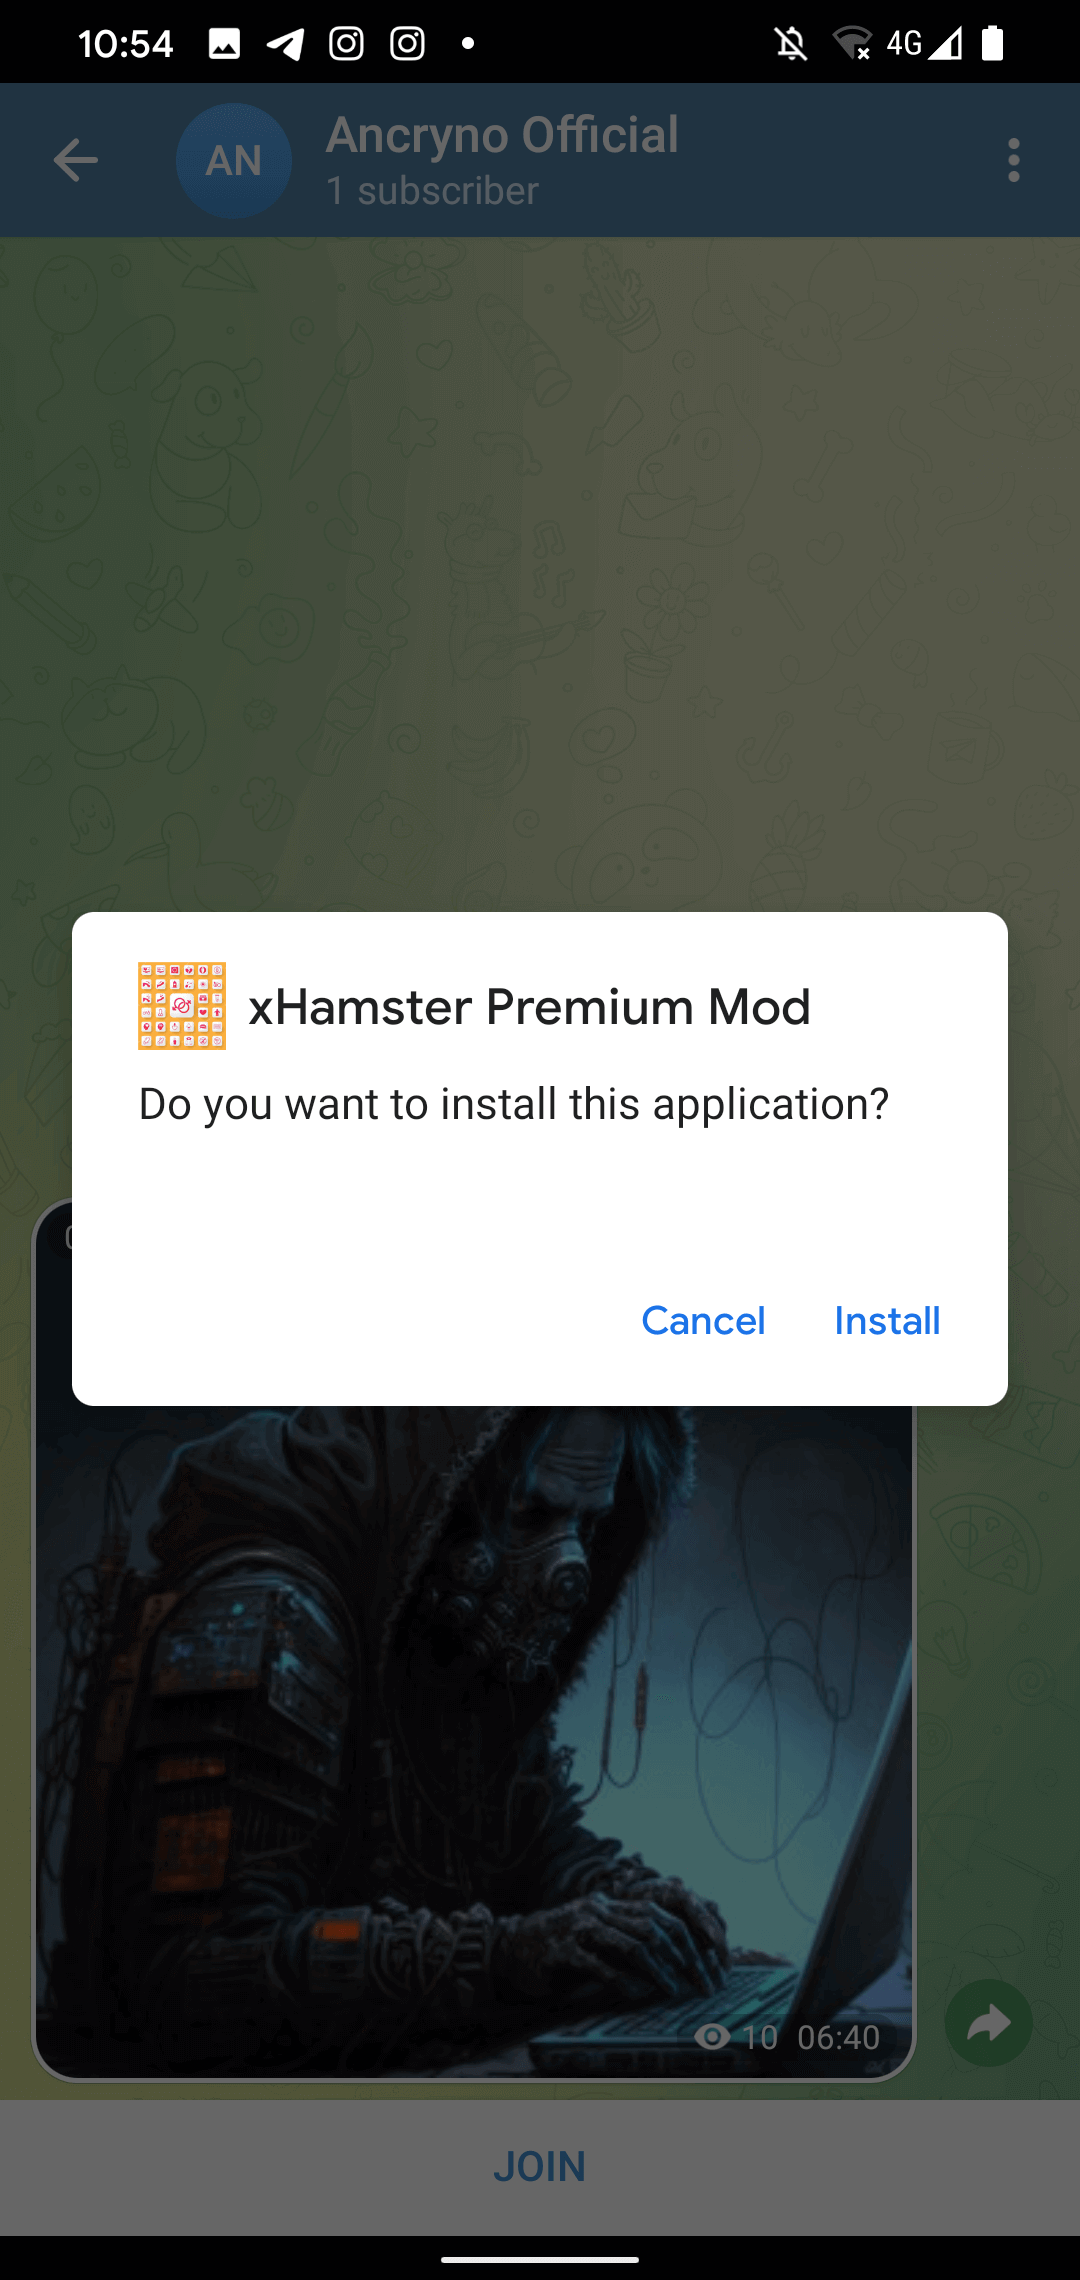 10:54
4G
AN
Ancryno Official
1 subscriber
xHamster Premium Mod
Do you want to install this application?
Cancel
Install
10 06:40
JOIN